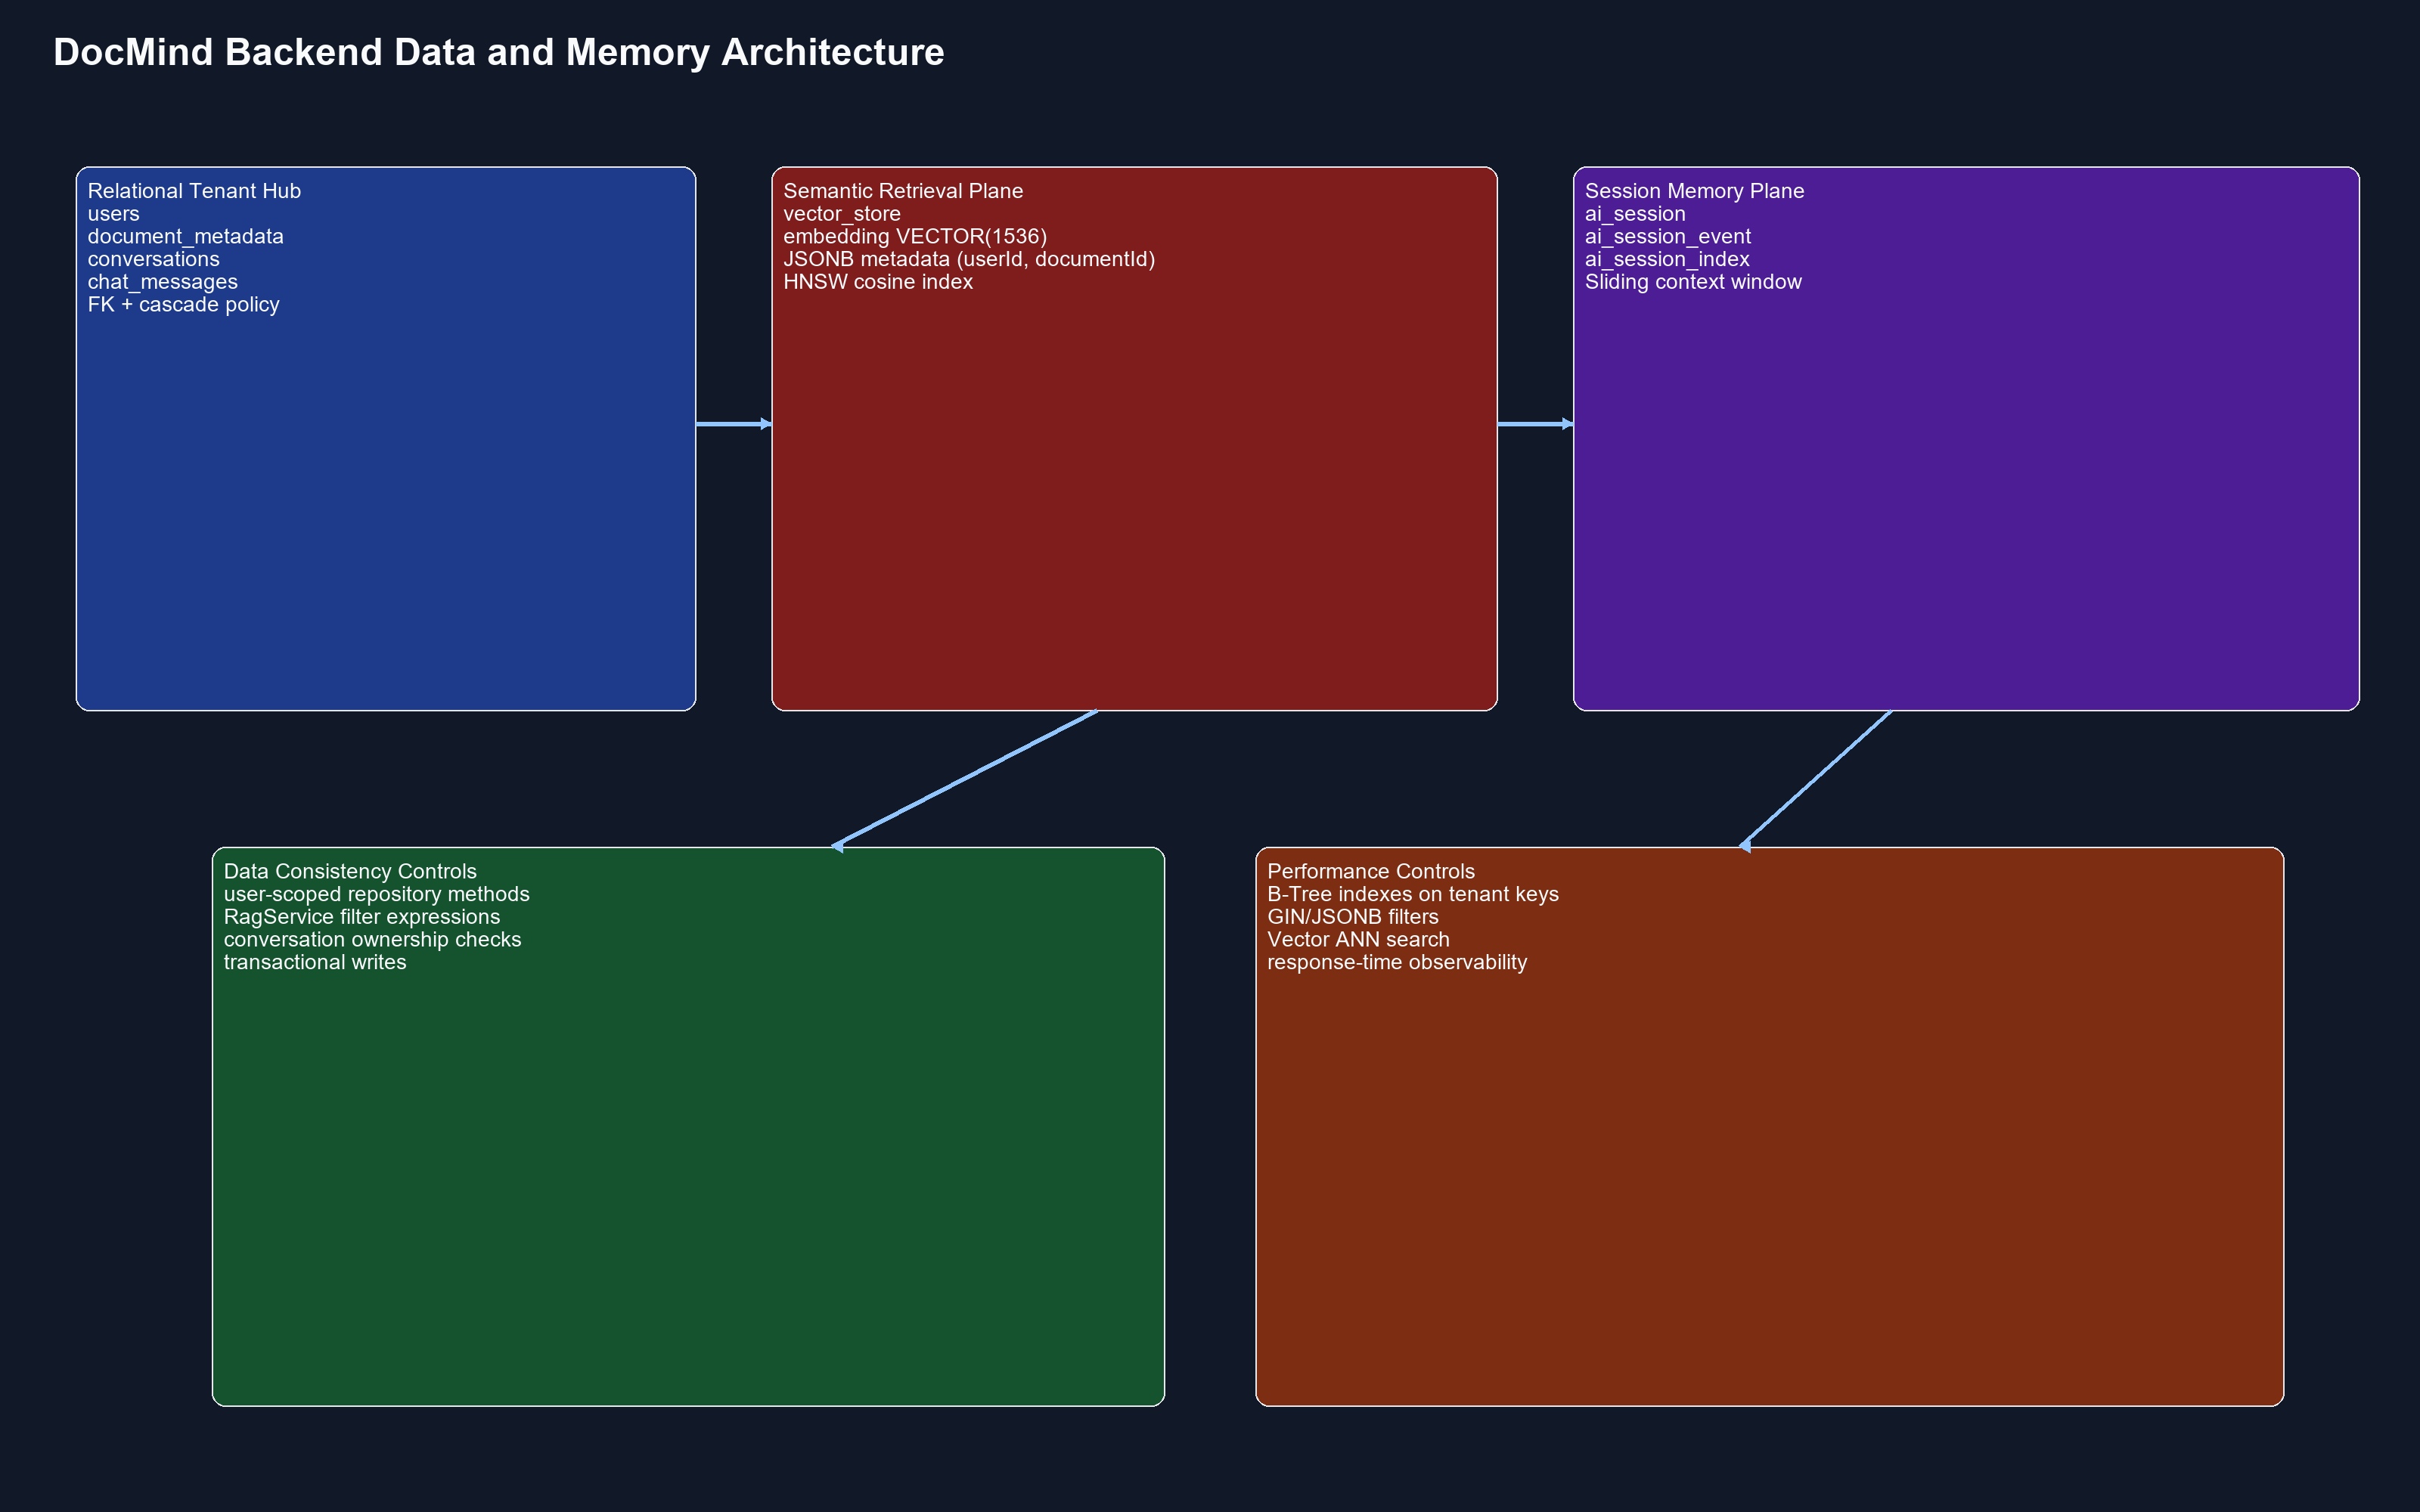 DocMind Backend Data and Memory Architecture
Relational Tenant Hub
users
document_metadata
conversations
chat_messages
FK + cascade policy
Semantic Retrieval Plane
vector_store
embedding VECTOR(1536)
JSONB metadata (userId, documentId)
HNSW cosine index
Session Memory Plane
ai_session
ai_session_event
ai_session_index
Sliding context window
Data Consistency Controls
user-scoped repository methods
RagService filter expressions
conversation ownership checks
transactional writes
Performance Controls
B-Tree indexes on tenant keys
GIN/JSONB filters
Vector ANN search
response-time observability